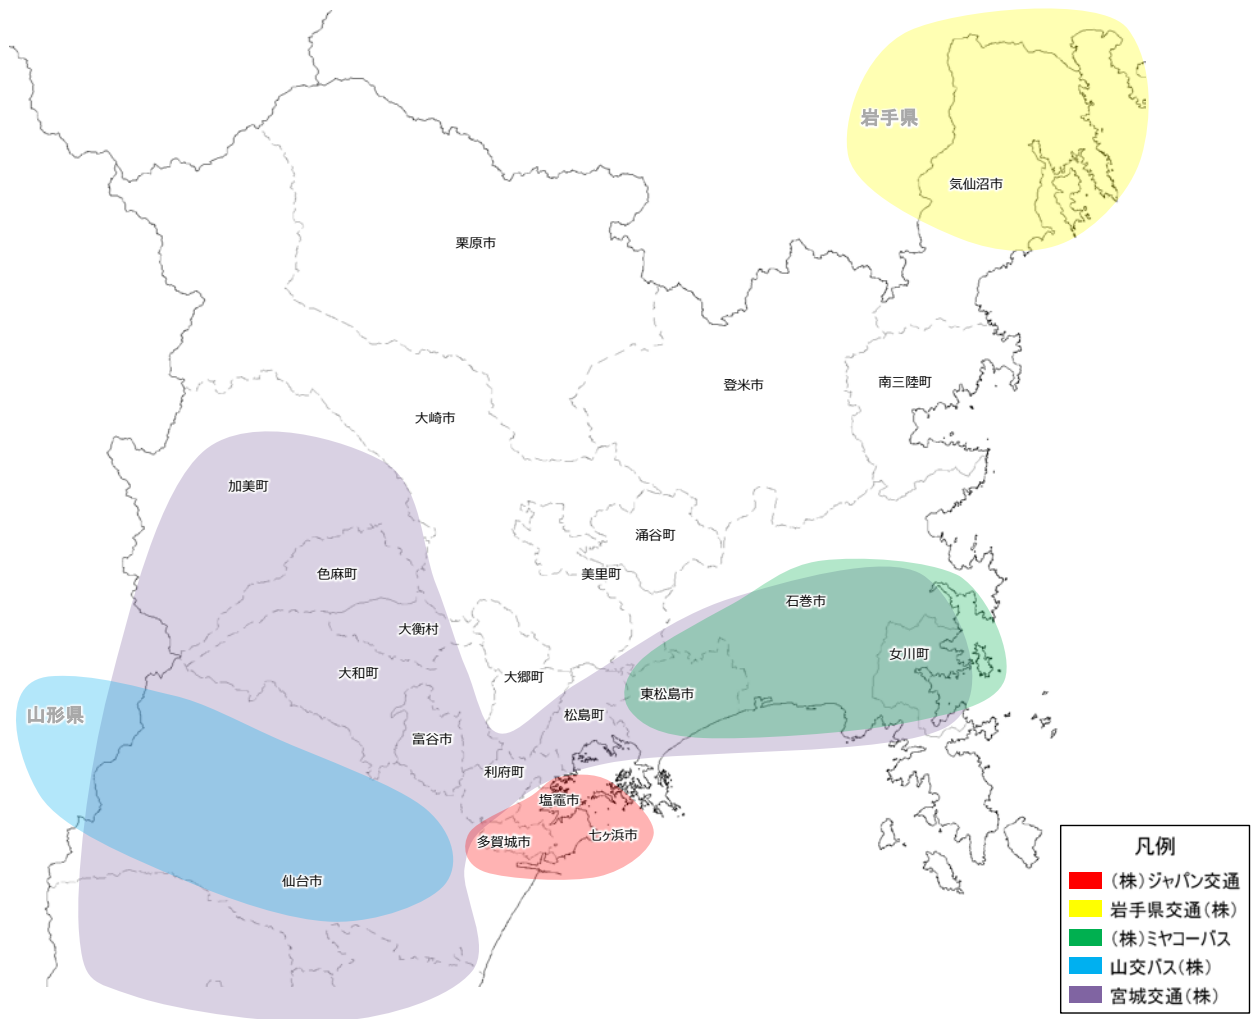 岩手県
気仙沼市
栗原市
登米市
南三陸町
大崎市
加美町
涌谷町
色麻町
美里町
石巻市
大衡村
女川町
大和町
大郷町
東松島市
山形県
松島町
富谷市
利府町
塩竈市
七ヶ浜市
多賀城市
仙台市
凡例
(株)ジャパン交通
岩手県交通(株)
(株)ミヤコーバス
山交バス(株)
宮城交通(株)